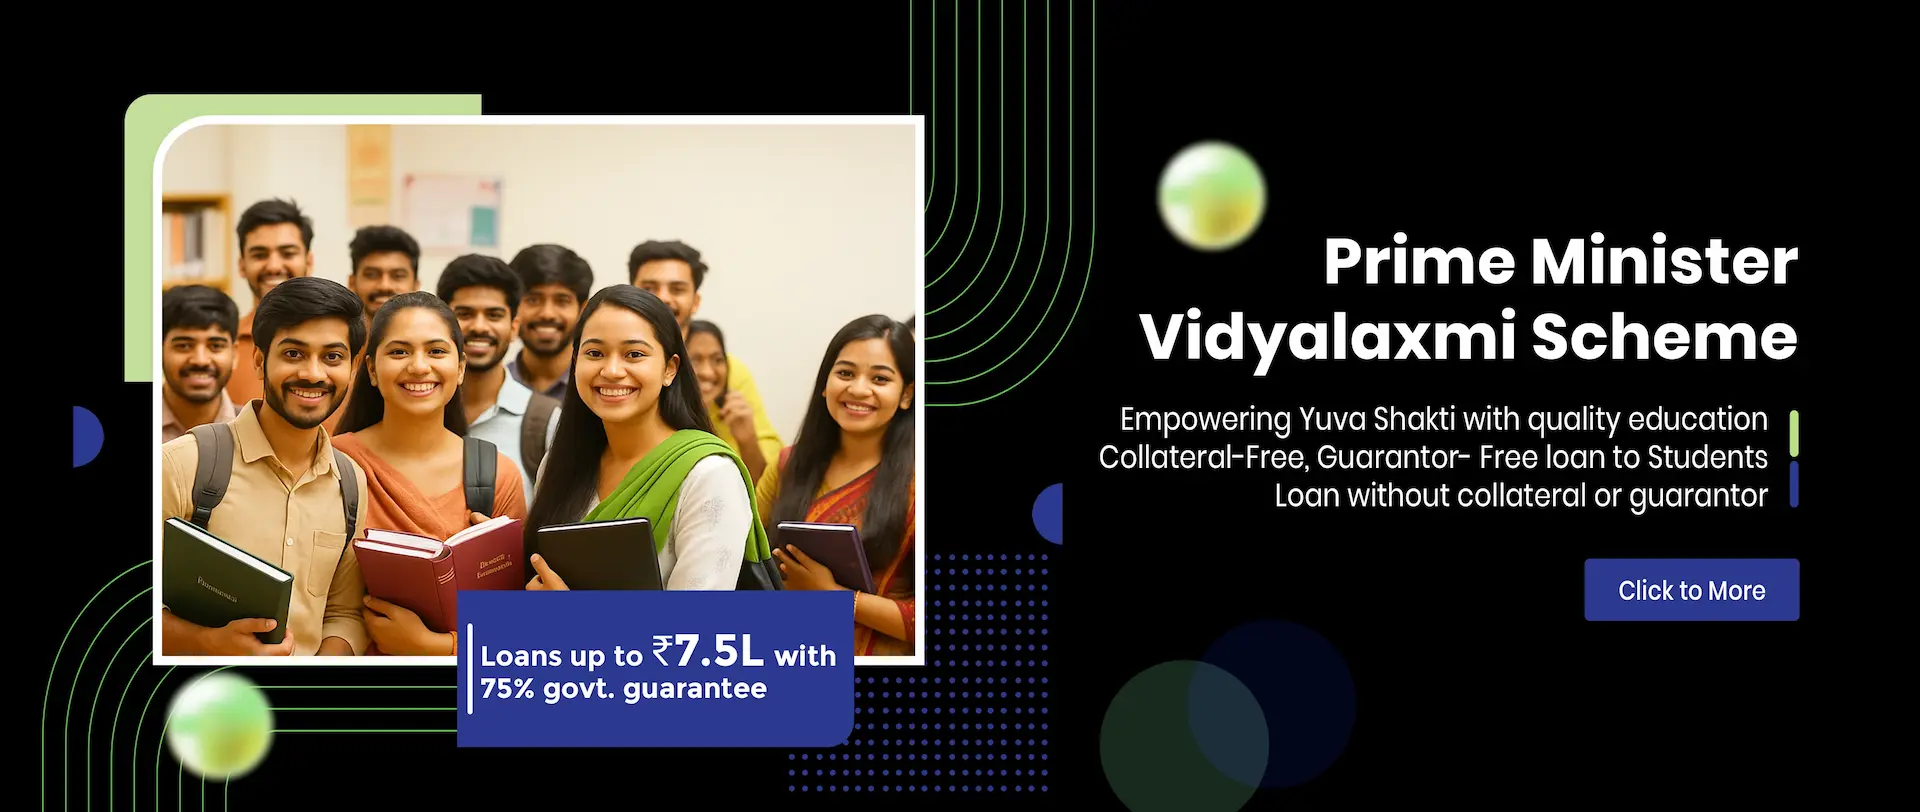 Prime Minister
Vidyalaxmi Scheme
Empowering Yuva Shakti with quality education
Collateral-Free, Guarantor- Free loan to Students
Loan without collateral or guarantor
Click to More
Loans up to ₹7.5L with
75% govt. guarantee